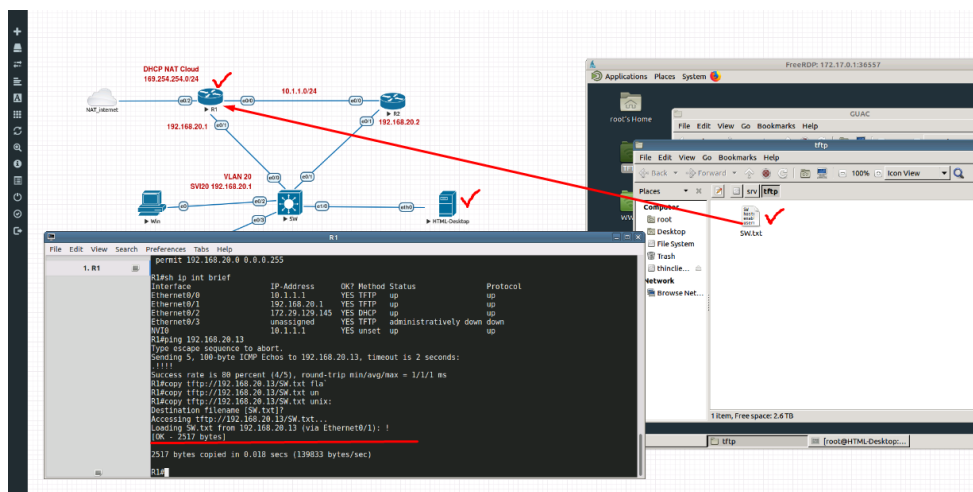 DHCP NAT Cloud
169.254.254.0/24
10.1.1.0/24
NAT_internet
e0/2
R1
e0/0
e0/0
R2
e0/1
192.168.20.1
e0/1
192.168.20.2
VLAN 20
SVI20 192.168.20.1
e0/0
e0/1
Win
e0
e0/2
SW
e1/0
eth0
HTML-Desktop
e0/3
FreeRDP: 172.17.0.1:36557
Applications Places System
root's Home
GUAC
File Edit View Go Bookmarks Help
tftp
File Edit View Go Bookmarks Help
Back Forward 100% Icon View
Places srv tftp
Computer
root
Desktop
File System
Trash
thinclie...
Network
Browse Net...
SW.txt
1 item, Free space: 2.6 TB
tftp [root@HTML-Desktop:...
R1
File Edit View Search Preferences Tabs Help
1. R1
permit 192.168.20.0 0.0.0.255
R1#sh ip int brief
Interface IP-Address OK? Method Status Protocol
Ethernet0/0 10.1.1.1 YES TFTP up up
Ethernet0/1 192.168.20.1 YES TFTP up up
Ethernet0/2 172.29.129.145 YES DHCP up up
Ethernet0/3 unassigned YES TFTP administratively down down
NVI0 10.1.1.1 YES unset up up
R1#ping 192.168.20.13
Type escape sequence to abort.
Sending 5, 100-byte ICMP Echos to 192.168.20.13, timeout is 2 seconds:
.!!!!
Success rate is 80 percent (4/5), round-trip min/avg/max = 1/1/1 ms
R1#copy tftp://192.168.20.13/SW.txt fla`
R1#copy tftp://192.168.20.13/SW.txt un
R1#copy tftp://192.168.20.13/SW.txt unix:
Destination filename [SW.txt]?
Accessing tftp://192.168.20.13/SW.txt...
Loading SW.txt from 192.168.20.13 (via Ethernet0/1): !
[OK - 2517 bytes]
2517 bytes copied in 0.018 secs (139833 bytes/sec)
R1#